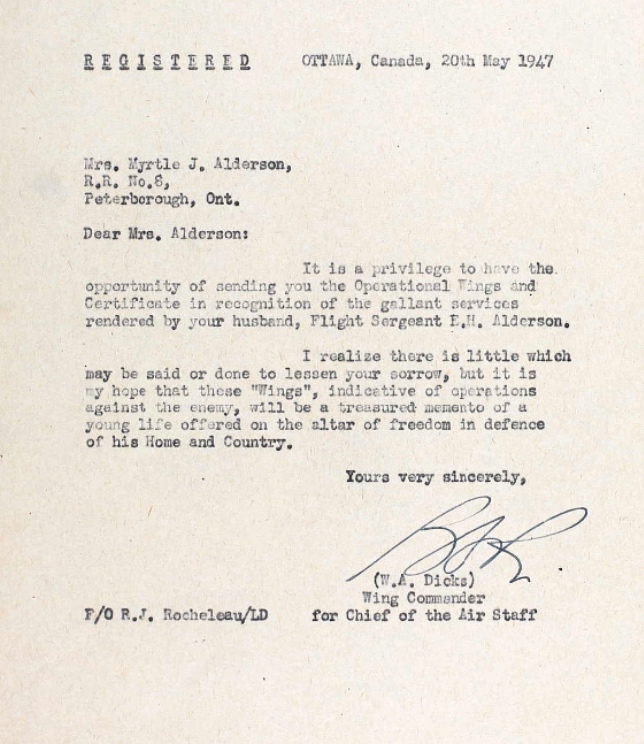 REGISTERED OTTAWA, Canada, 20th May 1947
Mrs. Myrtle J. Alderson,
R.R. No.8,
Peterborough, Ont.
Dear Mrs. Alderson:
It is a privilege to have the
opportunity of sending you the Operational Wings and
Certificate in recognition of the gallant services
rendered by your husband, Flight Sergeant E.H. Alderson.
I realize there is little which
may be said or done to lessen your sorrow, but it is
my hope that these "Wings", indicative of operations
against the enemy, will be a treasured memento of a
young life offered on the altar of freedom in defence
of his Home and Country.
Yours very sincerely,
(W.A. Dicks)
Wing Commander
F/O R.J. Rocheleau/LD for Chief of the Air Staff